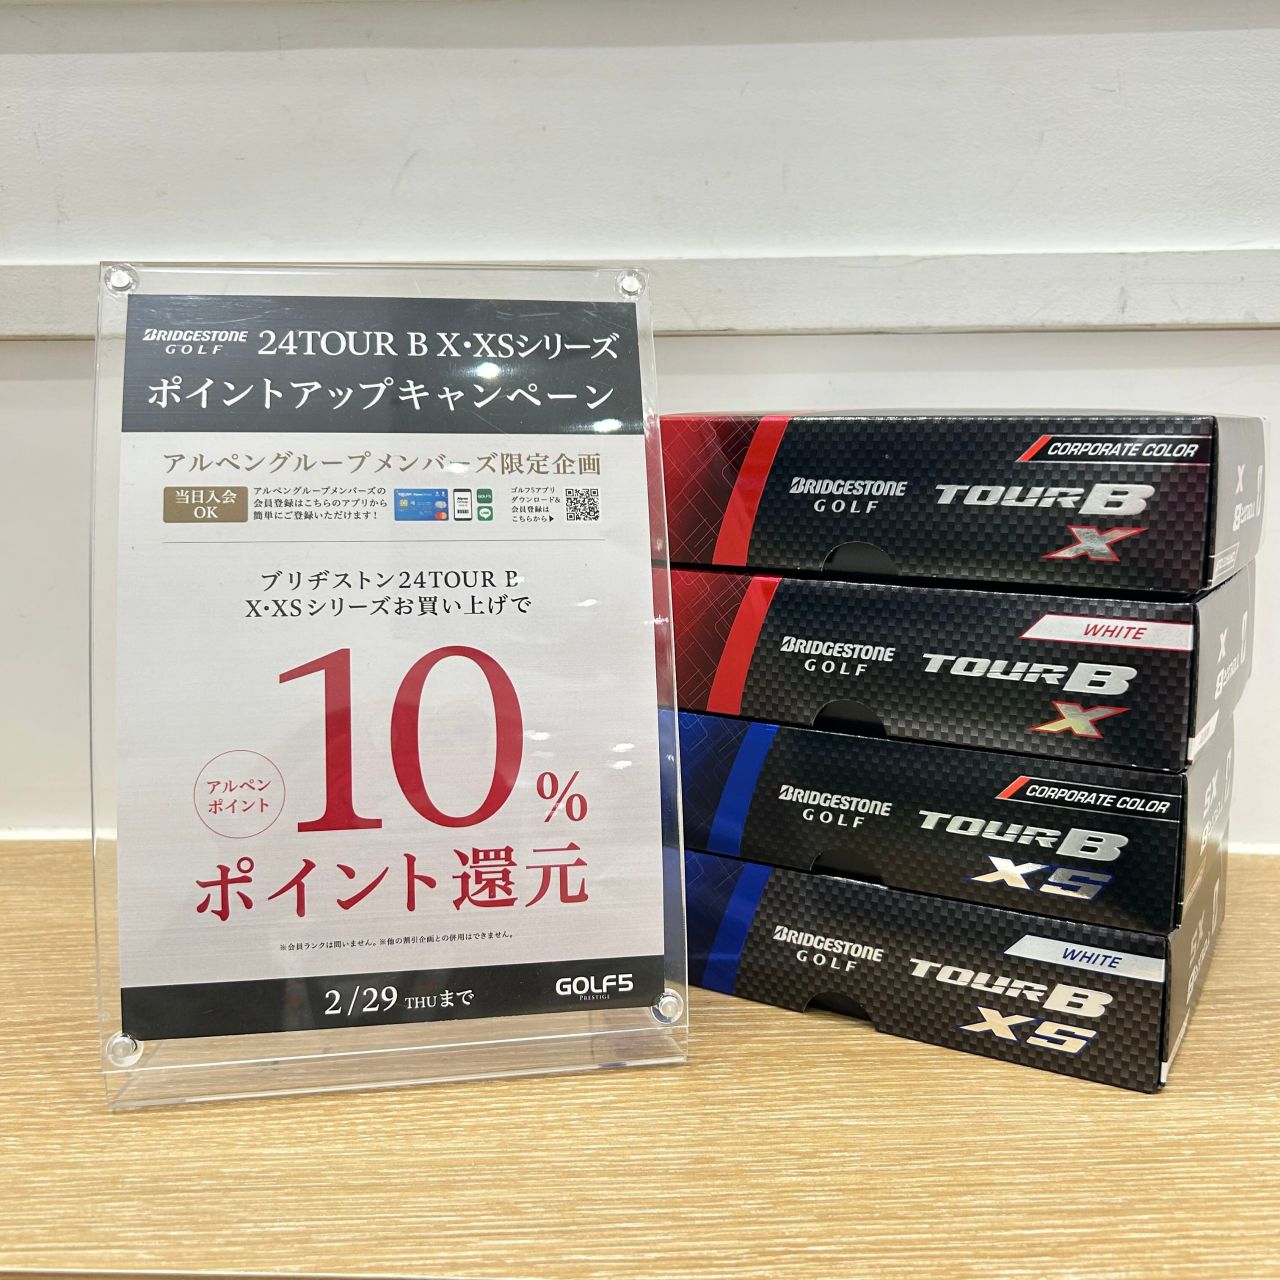 BRIDGESTONE
GOLF
24TOUR B X・XSシリーズ
ポイントアップキャンペーン
アルペングループメンバーズ限定企画
当日入会
OK
アルペングループメンバーズの
会員登録はこちらのアプリから
簡単にご登録いただけます！
GOLF5
ゴルフ5アプリ
ダウンロード&
会員登録は
こちらから▶
ブリヂストン24TOUR B
X・XSシリーズお買い上げで
アルペン
ポイント
10%
ポイント還元
※会員ランクは問いません。※他の割引企画との併用はできません。
2/29 THUまで
GOLF5
PRESTIGE
CORPORATE COLOR
BRIDGESTONE
GOLF
TOUR B
X
WHITE
BRIDGESTONE
GOLF
TOUR B
X
CORPORATE COLOR
BRIDGESTONE
GOLF
TOUR B
XS
WHITE
BRIDGESTONE
GOLF
TOUR B
XS